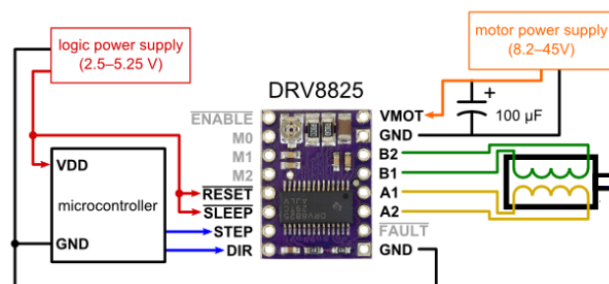 logic power supply
(2.5–5.25 V)
motor power supply
(8.2–45V)
DRV8825
+
100 µF
VDD
microcontroller
GND
ENABLE
M0
M1
M2
RESET
SLEEP
STEP
DIR
VMOT
GND
B2
B1
A1
A2
FAULT
GND